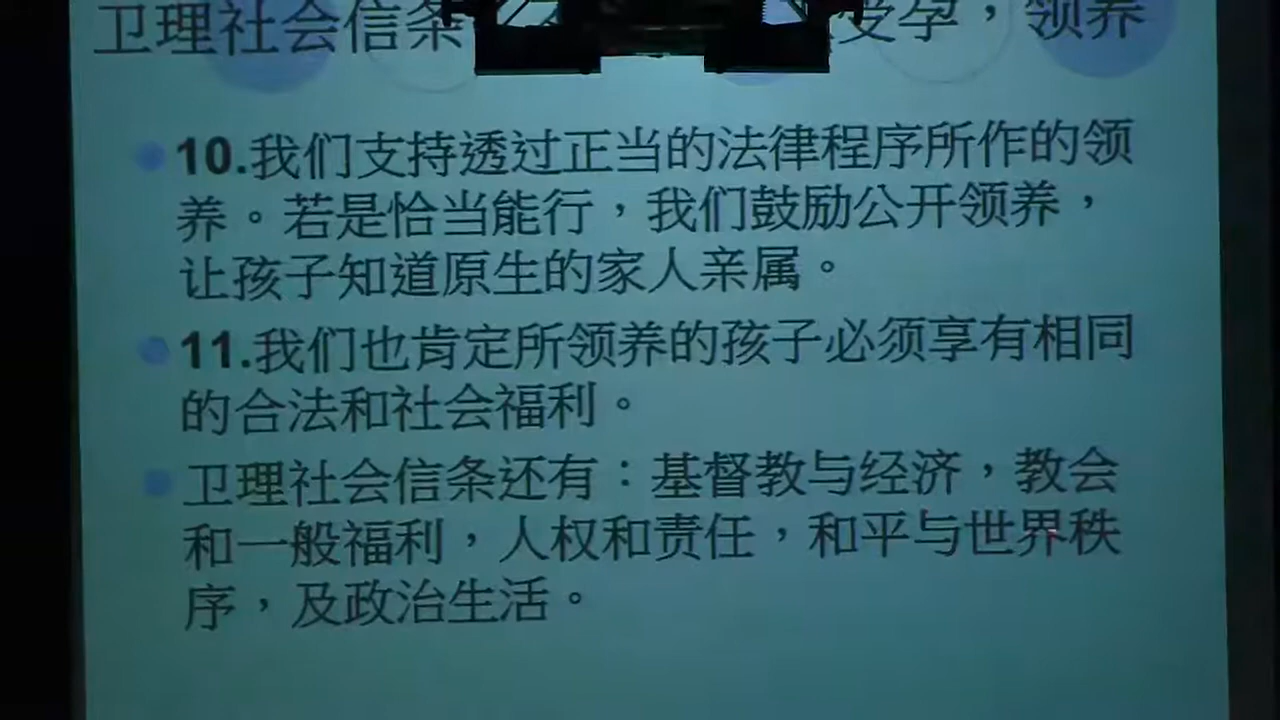 卫理社会信条 受孕，领养
10.我们支持透过正当的法律程序所作的领
养。若是恰当能行，我们鼓励公开领养，
让孩子知道原生的家人亲属。
11.我们也肯定所领养的孩子必须享有相同
的合法和社会福利。
卫理社会信条还有：基督教与经济，教会
和一般福利，人权和责任，和平与世界秩
序，及政治生活。